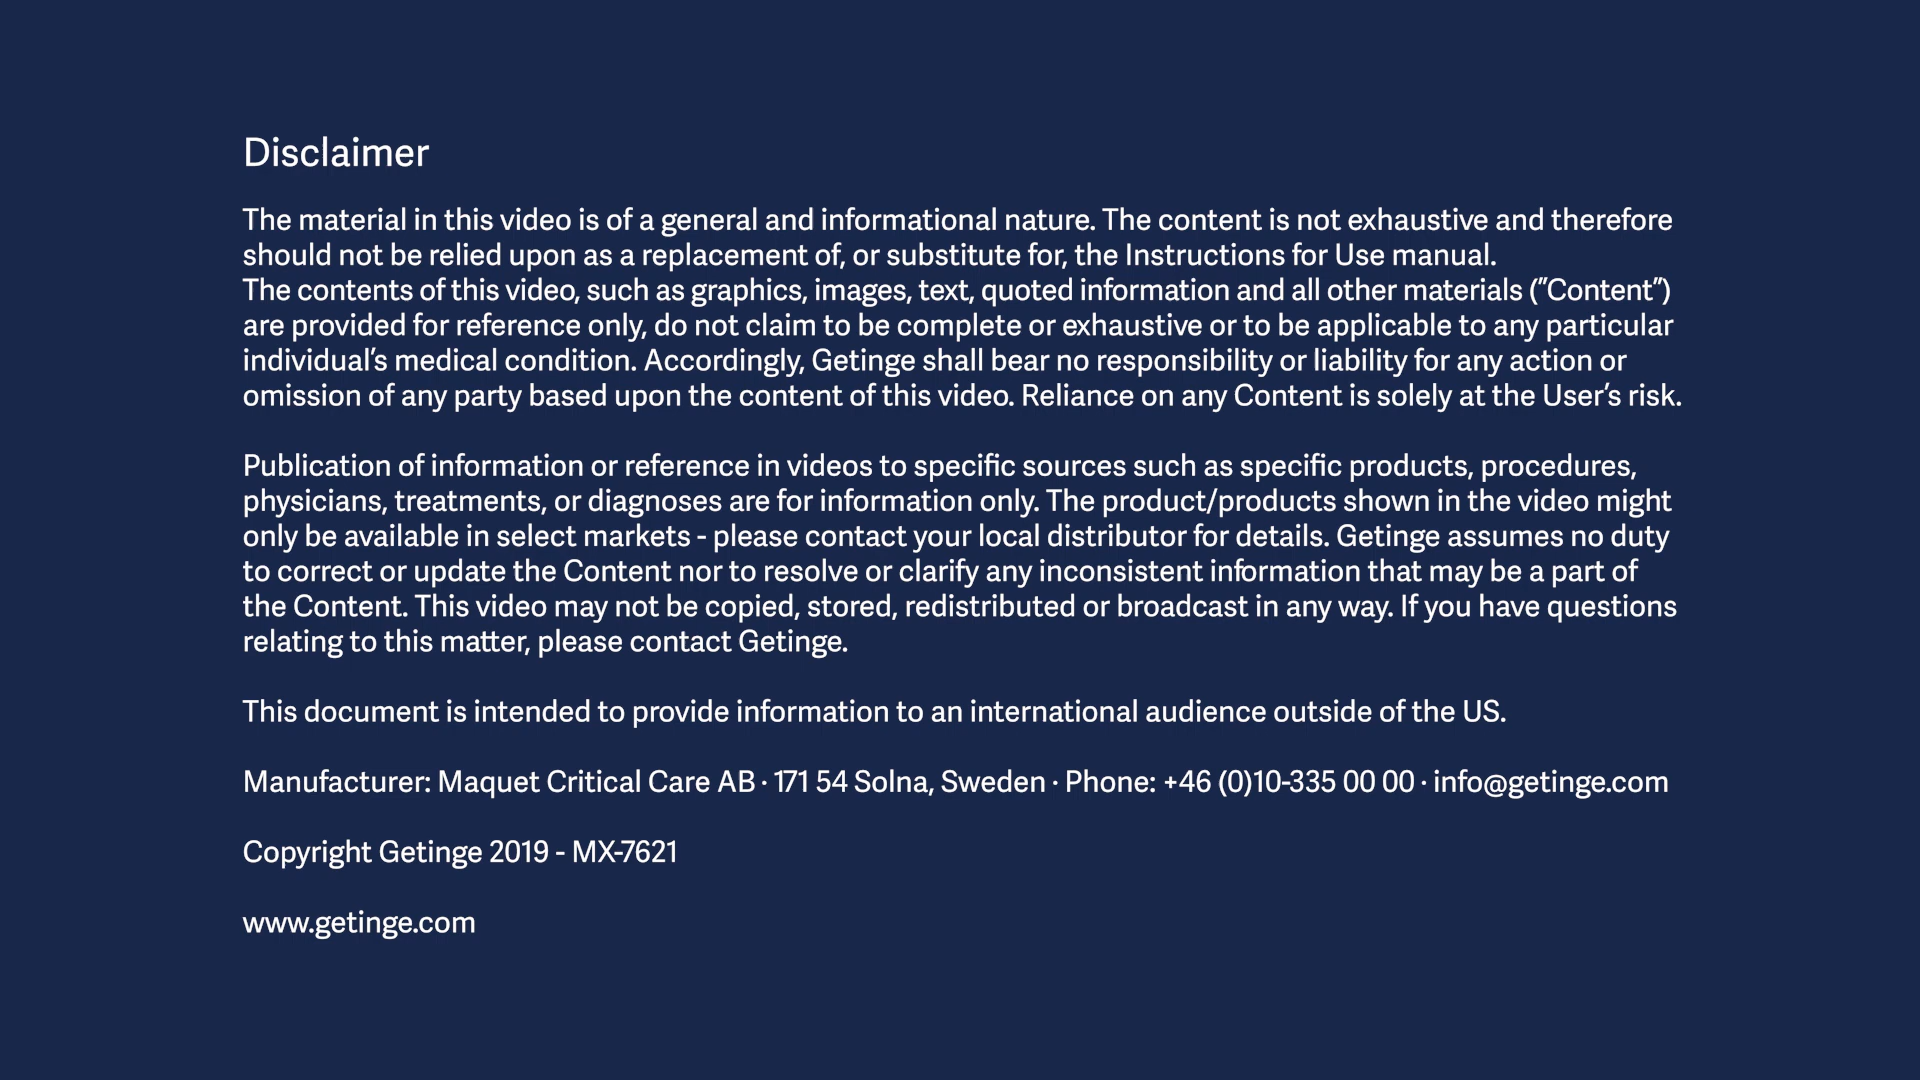 Disclaimer
The material in this video is of a general and informational nature. The content is not exhaustive and therefore
should not be relied upon as a replacement of, or substitute for, the Instructions for Use manual.
The contents of this video, such as graphics, images, text, quoted information and all other materials (”Content”)
are provided for reference only, do not claim to be complete or exhaustive or to be applicable to any particular
individual’s medical condition. Accordingly, Getinge shall bear no responsibility or liability for any action or
omission of any party based upon the content of this video. Reliance on any Content is solely at the User’s risk.
Publication of information or reference in videos to specific sources such as specific products, procedures,
physicians, treatments, or diagnoses are for information only. The product/products shown in the video might
only be available in select markets - please contact your local distributor for details. Getinge assumes no duty
to correct or update the Content nor to resolve or clarify any inconsistent information that may be a part of
the Content. This video may not be copied, stored, redistributed or broadcast in any way. If you have questions
relating to this matter, please contact Getinge.
This document is intended to provide information to an international audience outside of the US.
Manufacturer: Maquet Critical Care AB · 171 54 Solna, Sweden · Phone: +46 (0)10-335 00 00 · info@getinge.com
Copyright Getinge 2019 - MX-7621
www.getinge.com